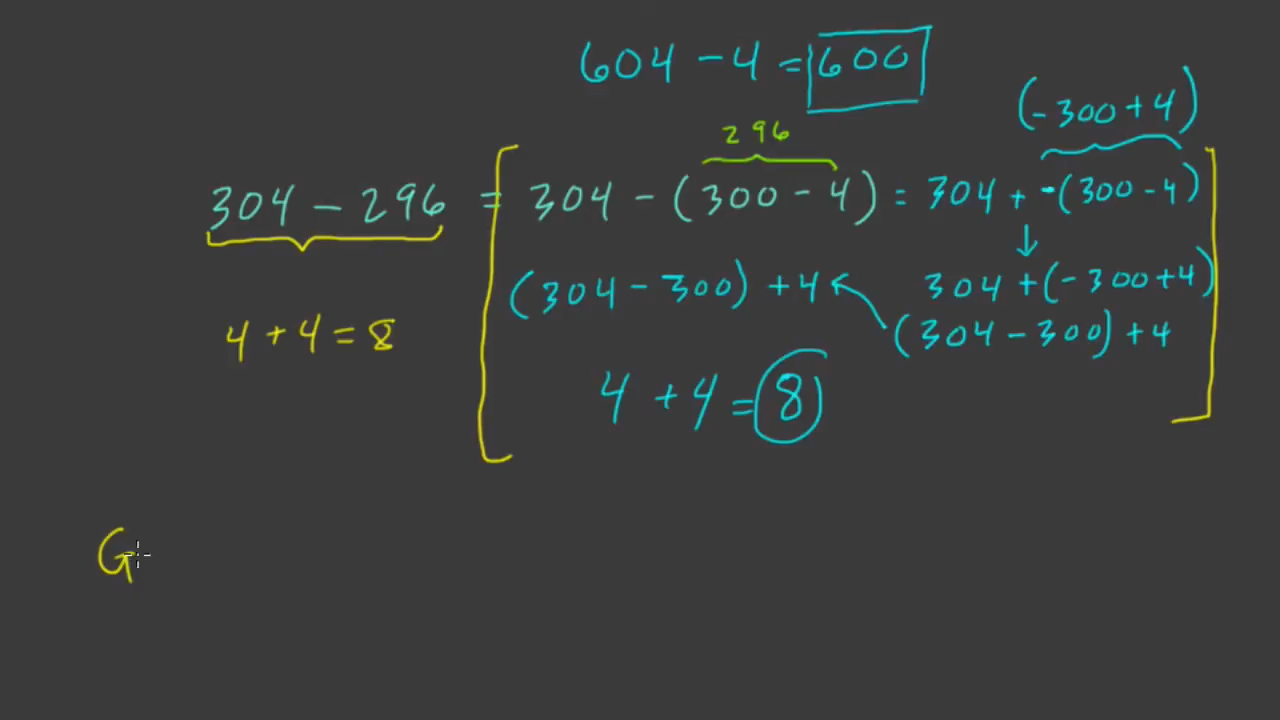 604 - 4 = 600
(-300 + 4)
296
304 - 296 = 304 - (300 - 4) = 304 + -(300 - 4)
(304 - 300) + 4
304 + (-300 + 4)
4 + 4 = 8
(304 - 300) + 4
4 + 4 = 8
G